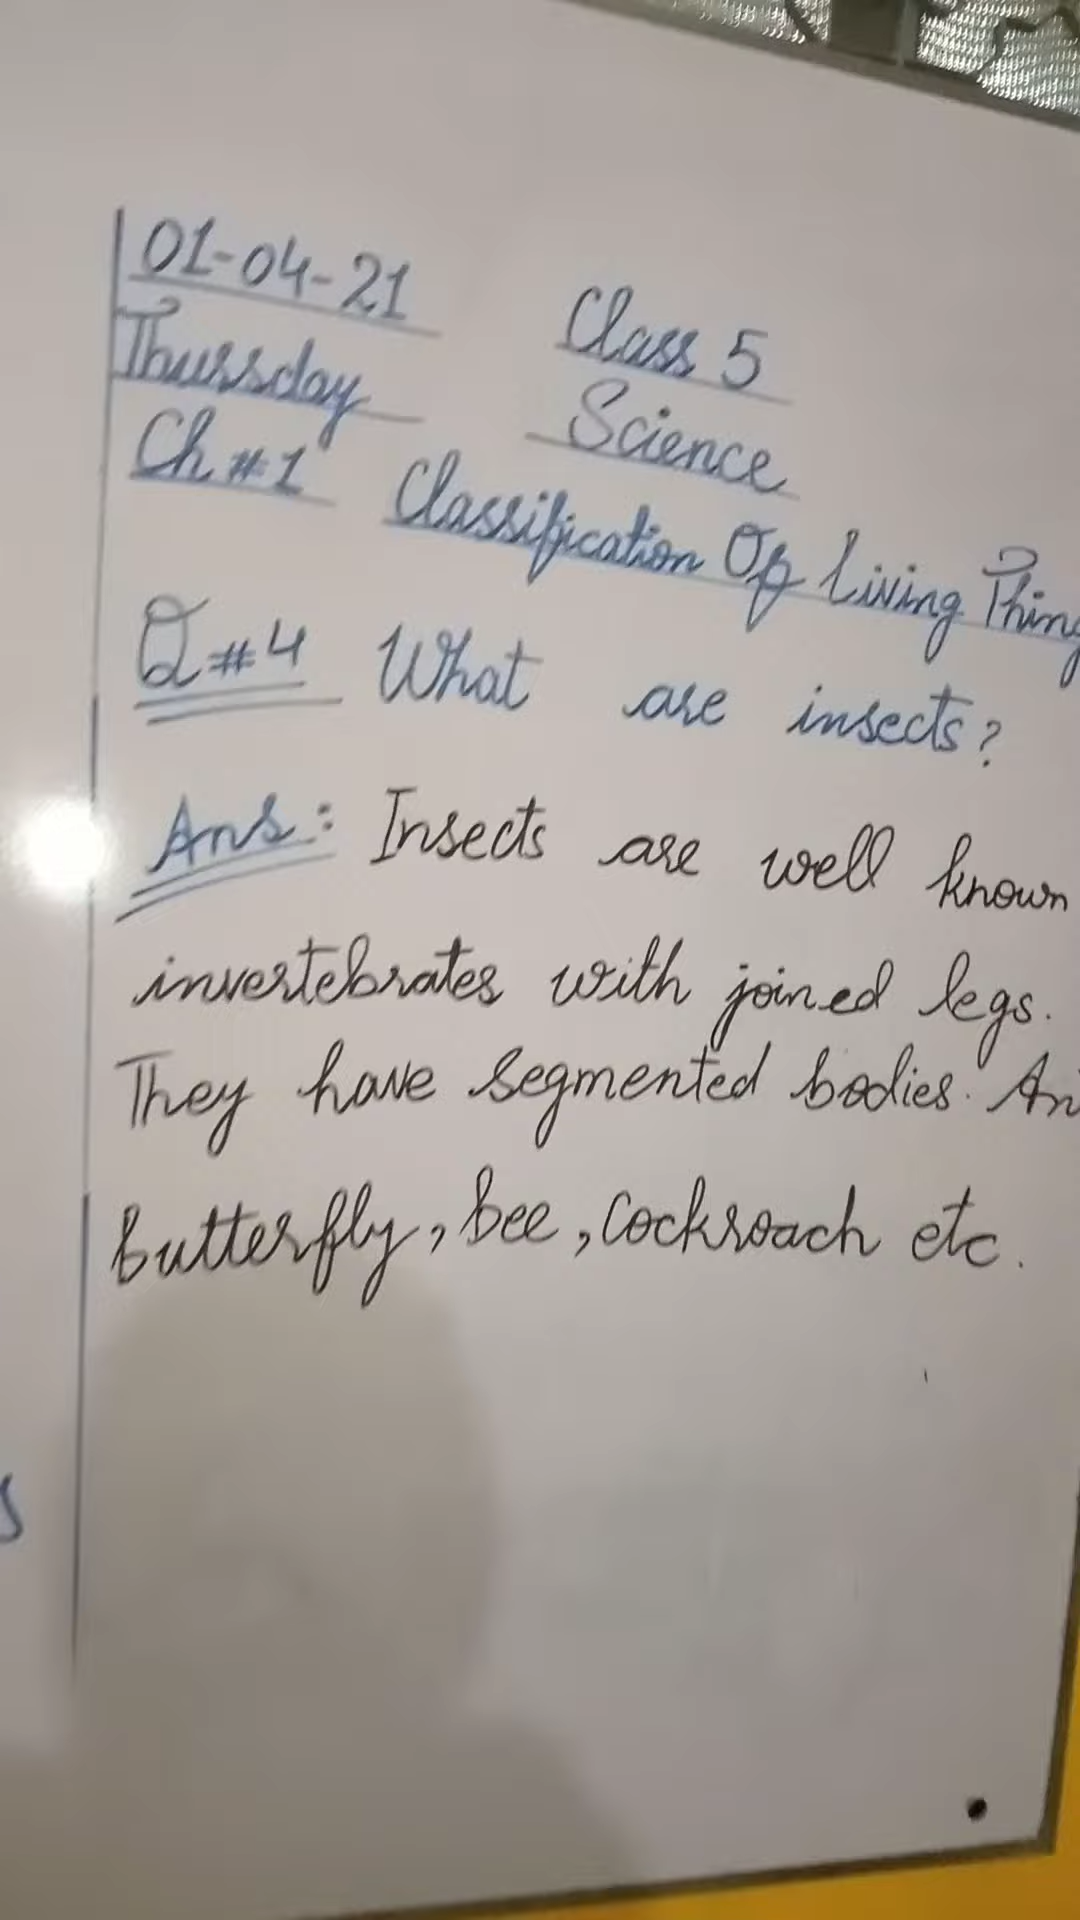 01-04-21
Class 5
Thursday
Science
Ch #1 Classification Of Living Thing
Q #4 What are insects?
Ans: Insects are well known
invertebrates with joined legs.
They have segmented bodies.
butterfly, bee, cockroach etc.